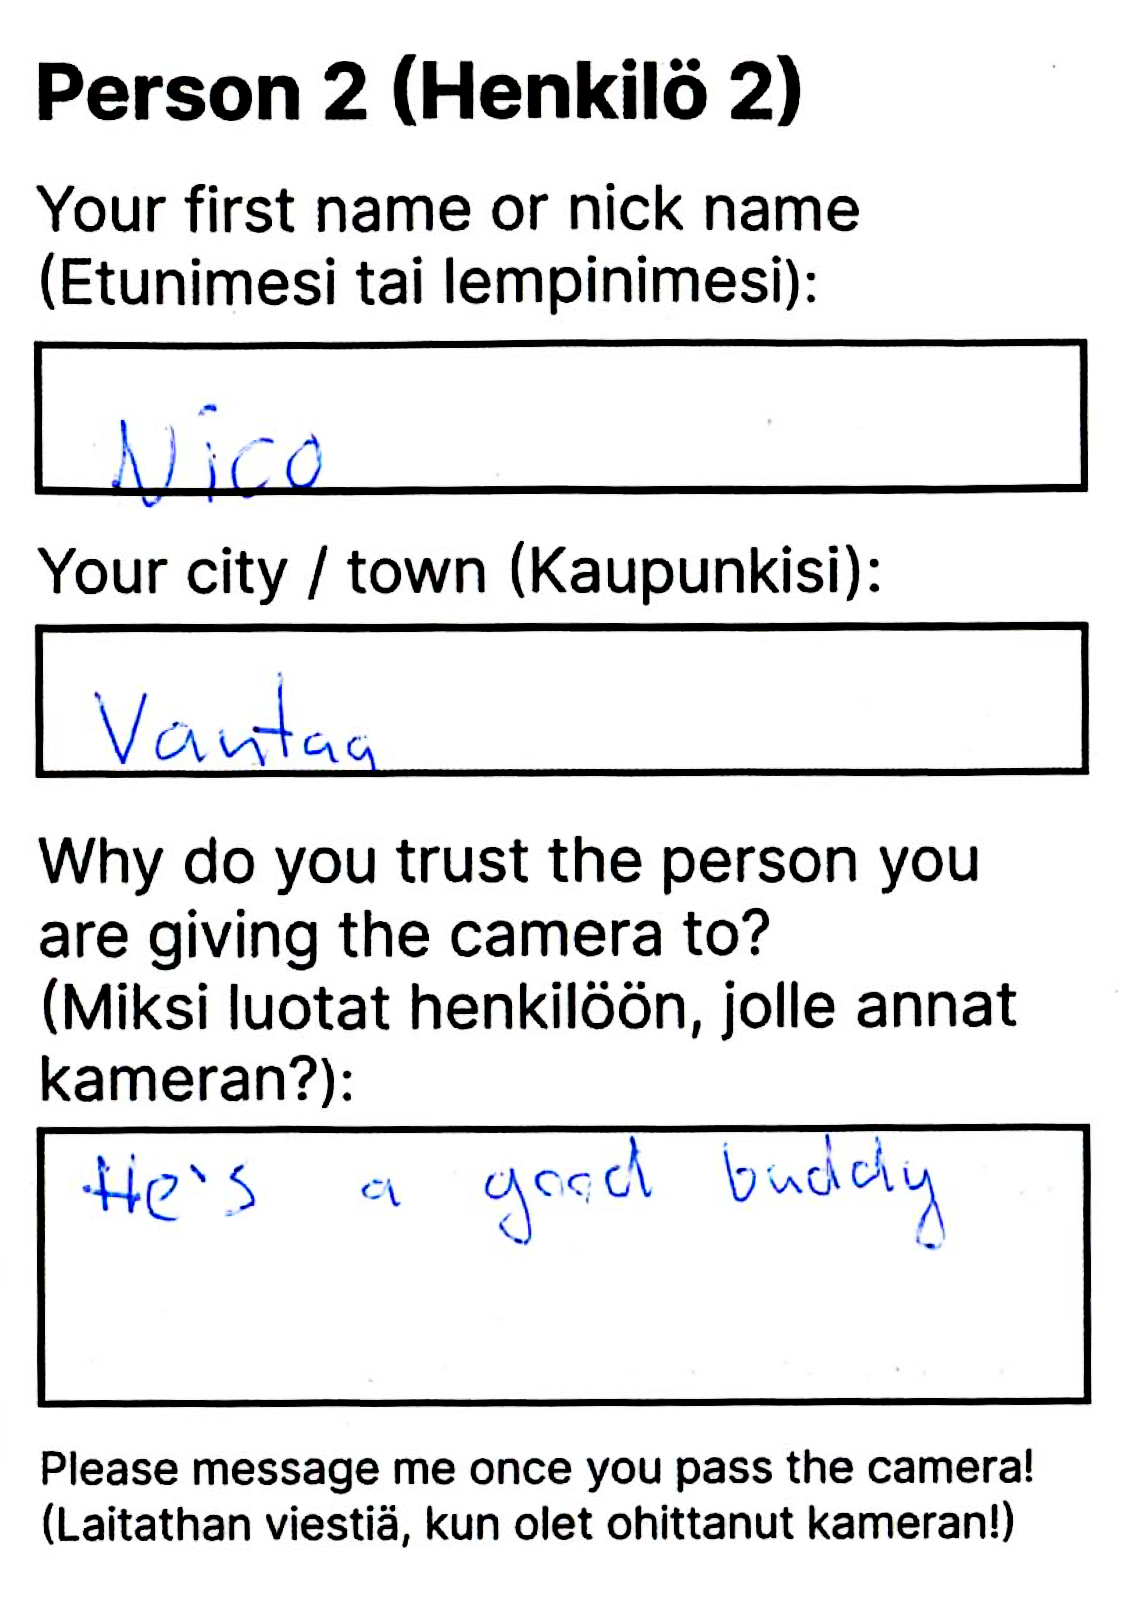 Person 2 (Henkilö 2)
Your first name or nick name
(Etunimesi tai lempinimesi):
Nico
Your city / town (Kaupunkisi):
Vantaa
Why do you trust the person you
are giving the camera to?
(Miksi luotat henkilöön, jolle annat
kameran?):
He's a good buddy
Please message me once you pass the camera!
(Laitathan viestiä, kun olet ohittanut kameran!)